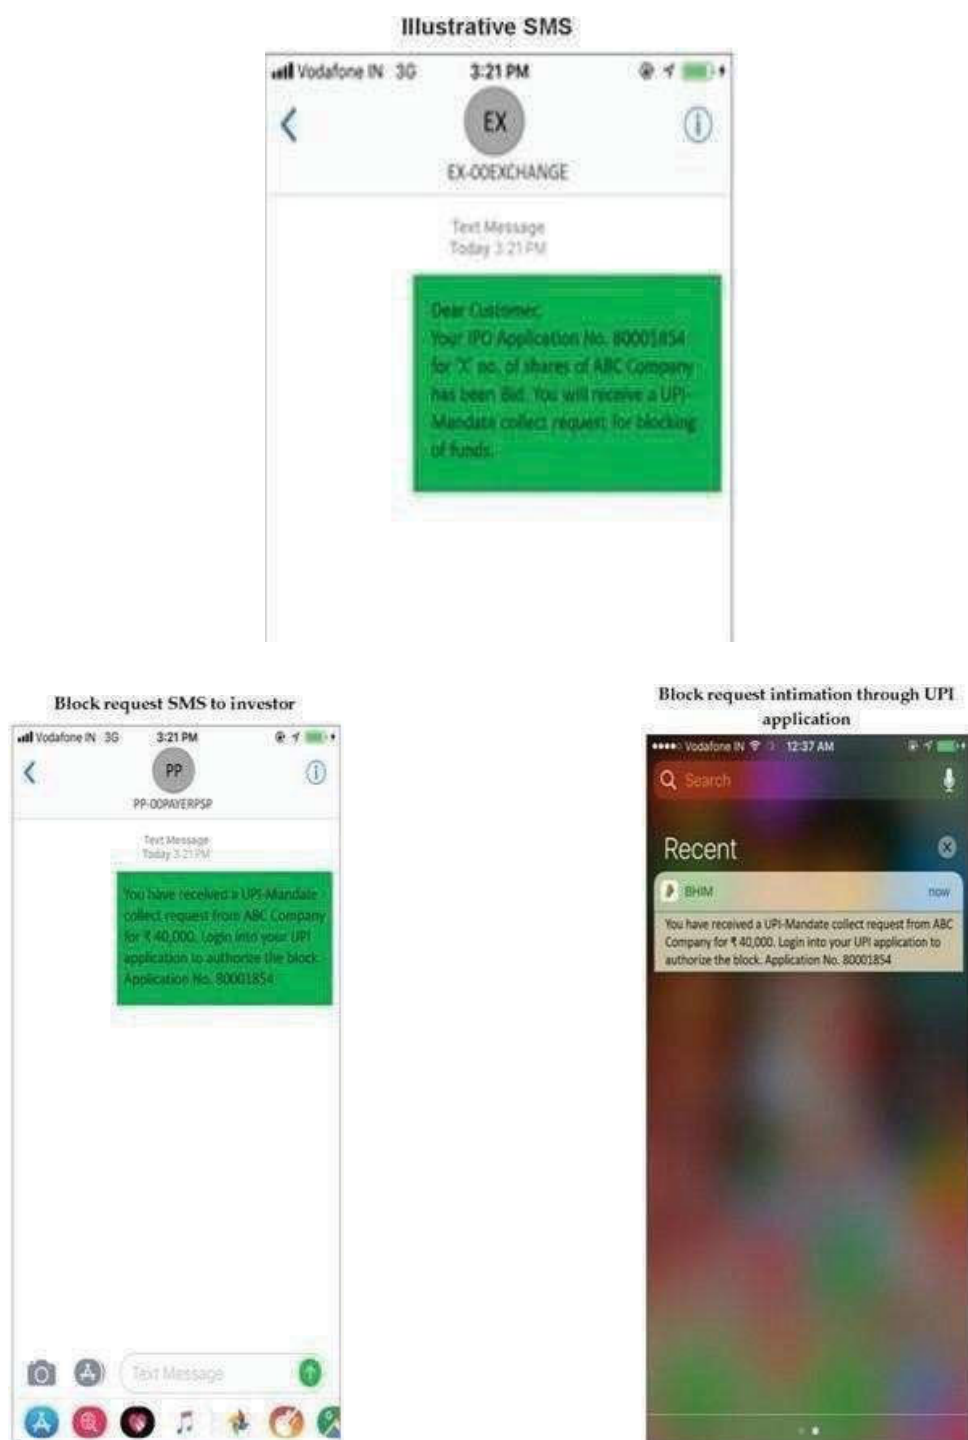 Illustrative SMS
Vodafone IN 3G 3:21 PM
EX
EX-00EXCHANGE
Text Message
Today 3:21 PM
Dear Customer,
Your IPO Application No. 80001854
for 'X' no. of shares of ABC Company
has been Bid. You will receive a UPI-
Mandate collect request for blocking
of funds.
Block request SMS to investor
Vodafone IN 3G 3:21 PM
PP
PP-00PAYERPSP
Text Message
Today 3:21 PM
You have received a UPI-Mandate
collect request from ABC Company
for ₹ 40,000. Login into your UPI
application to authorize the block.
Application No. 80001854
Text Message
Block request intimation through UPI
application
Vodafone IN 12:37 AM
Search
Recent
BHIM now
You have received a UPI-Mandate collect request from ABC
Company for ₹ 40,000. Login into your UPI application to
authorize the block. Application No. 80001854